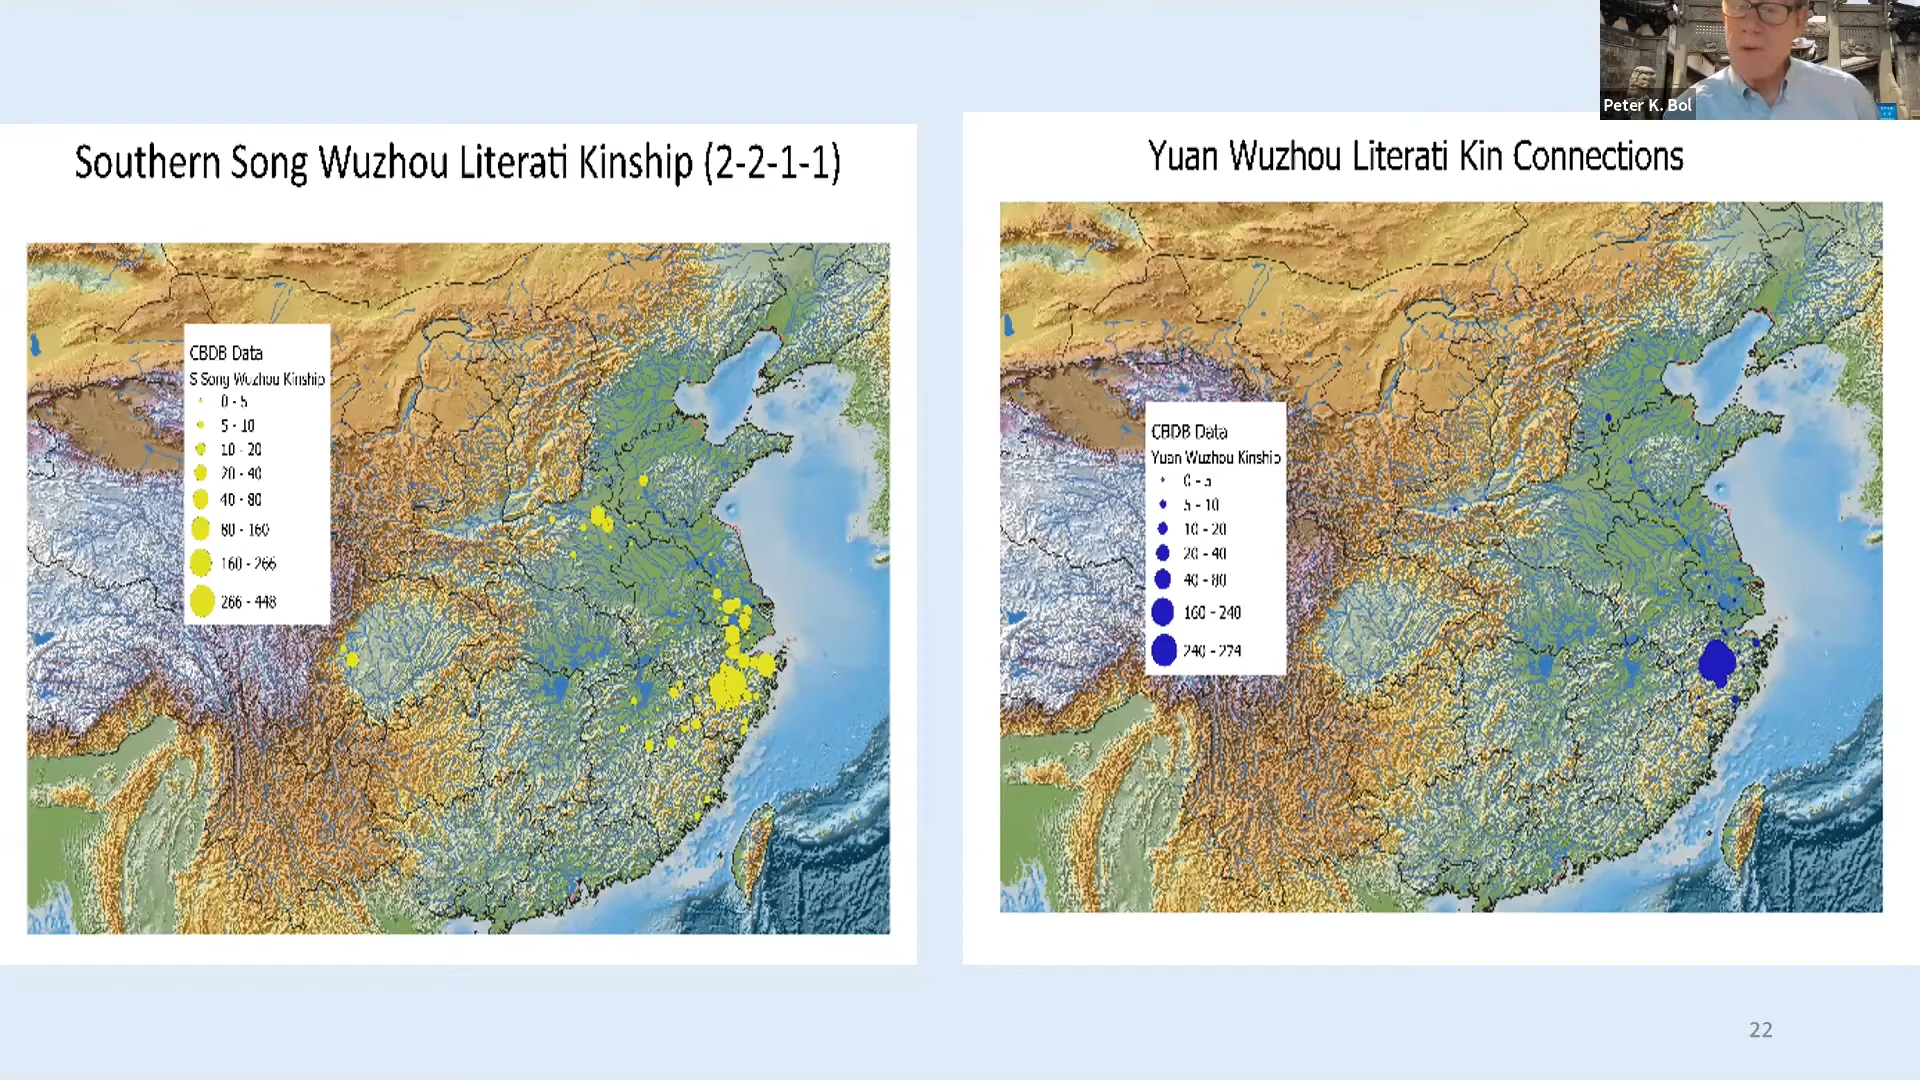 Peter K. Bol
Southern Song Wuzhou Literati Kinship (2-2-1-1)
CBDB Data
S Song Wuzhou Kinship
0 - 5
5 - 10
10 - 20
20 - 40
40 - 80
80 - 160
160 - 266
266 - 448
Yuan Wuzhou Literati Kin Connections
CBDB Data
Yuan Wuzhou Kinship
0 - 5
5 - 10
10 - 20
20 - 40
40 - 80
160 - 240
240 - 274
22